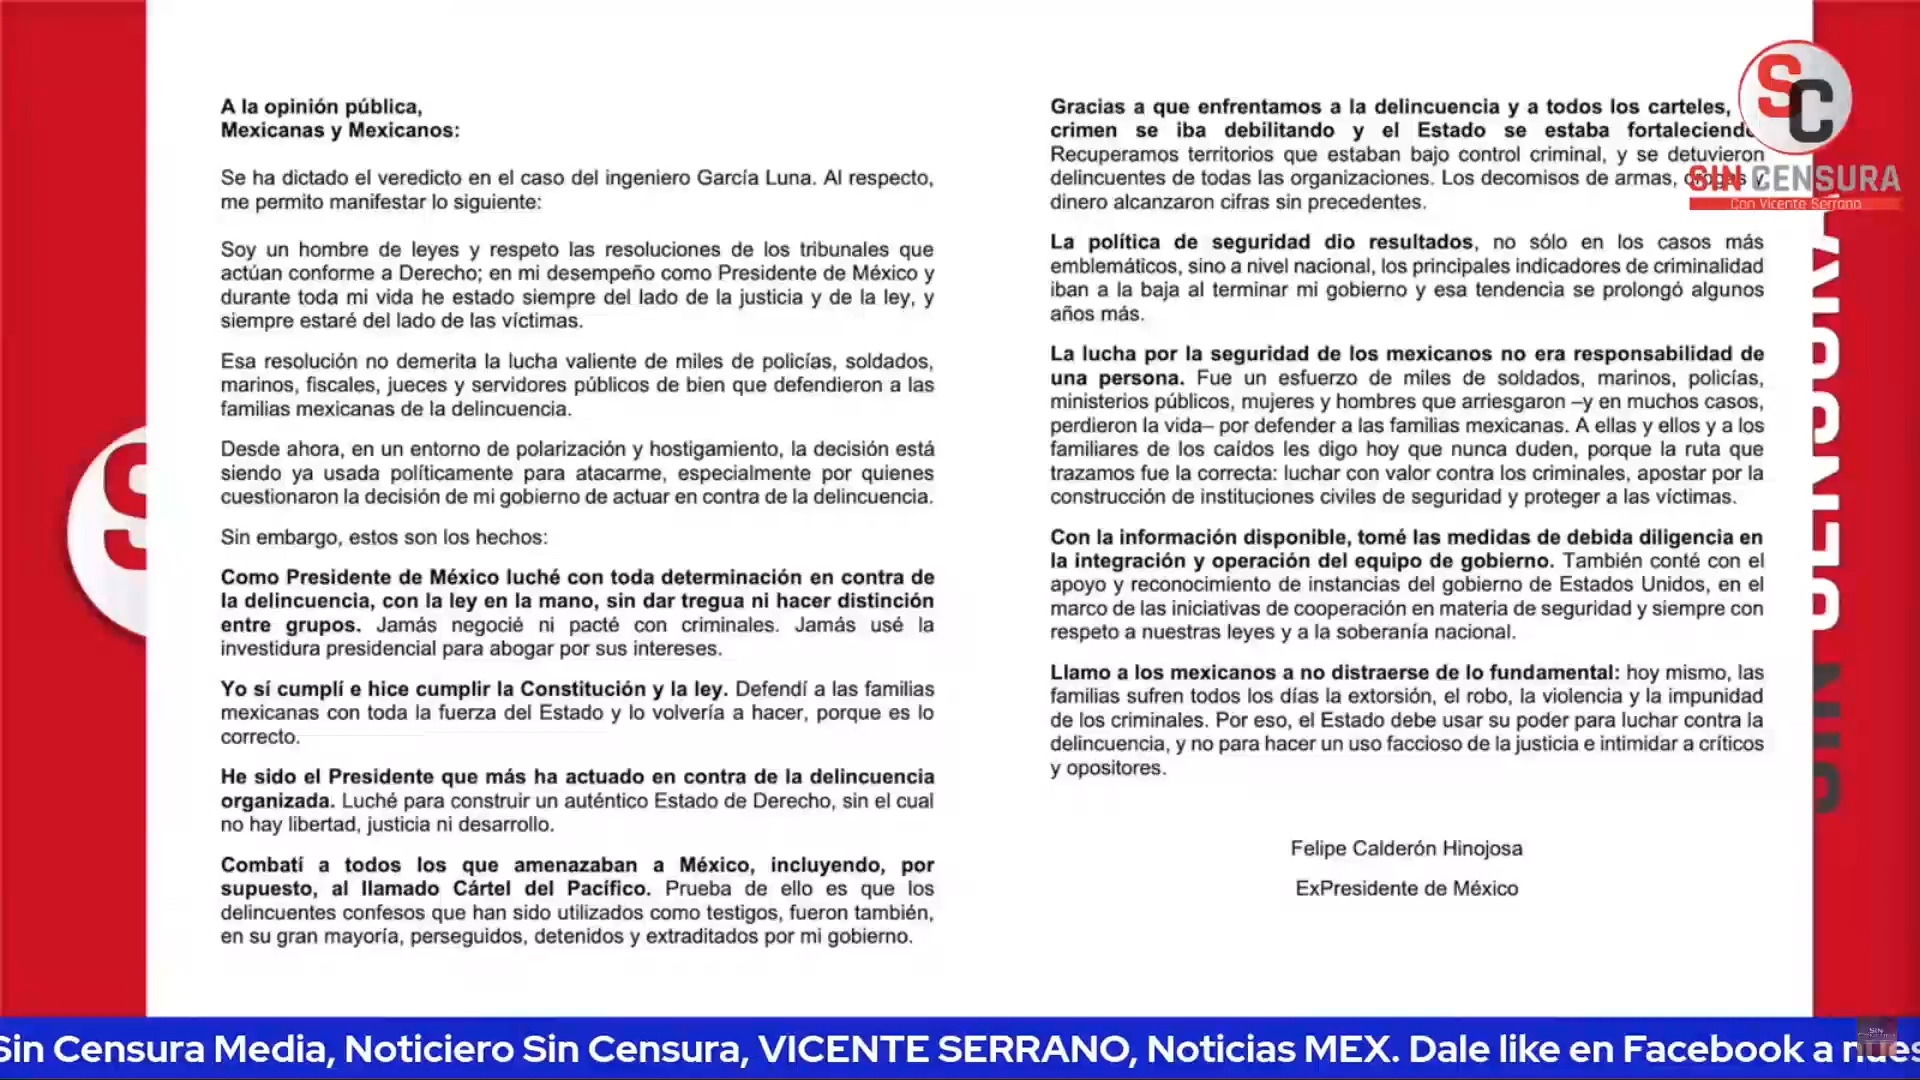 A la opinión pública,
Mexicanas y Mexicanos:
Se ha dictado el veredicto en el caso del ingeniero García Luna. Al respecto,
me permito manifestar lo siguiente:
Soy un hombre de leyes y respeto las resoluciones de los tribunales que
actúan conforme a Derecho; en mi desempeño como Presidente de México y
durante toda mi vida he estado siempre del lado de la justicia y de la ley, y
siempre estaré del lado de las víctimas.
Esa resolución no demerita la lucha valiente de miles de policías, soldados,
marinos, fiscales, jueces y servidores públicos de bien que defendieron a las
familias mexicanas de la delincuencia.
Desde ahora, en un entorno de polarización y hostigamiento, la decisión está
siendo ya usada políticamente para atacarme, especialmente por quienes
cuestionaron la decisión de mi gobierno de actuar en contra de la delincuencia.
Sin embargo, estos son los hechos:
Como Presidente de México luché con toda determinación en contra de
la delincuencia, con la ley en la mano, sin dar tregua ni hacer distinción
entre grupos. Jamás negocié ni pacté con criminales. Jamás usé la
investidura presidencial para abogar por sus intereses.
Yo sí cumplí e hice cumplir la Constitución y la ley. Defendí a las familias
mexicanas con toda la fuerza del Estado y lo volvería a hacer, porque es lo
correcto.
He sido el Presidente que más ha actuado en contra de la delincuencia
organizada. Luché para construir un auténtico Estado de Derecho, sin el cual
no hay libertad, justicia ni desarrollo.
Combatí a todos los que amenazaban a México, incluyendo, por
supuesto, al llamado Cártel del Pacífico. Prueba de ello es que los
delincuentes confesos que han sido utilizados como testigos, fueron también,
en su gran mayoría, perseguidos, detenidos y extraditados por mi gobierno.
Gracias a que enfrentamos a la delincuencia y a todos los carteles,
crimen se iba debilitando y el Estado se estaba fortaleciendo
Recuperamos territorios que estaban bajo control criminal, y se detuvieron
delincuentes de todas las organizaciones. Los decomisos de armas, drogas y
dinero alcanzaron cifras sin precedentes.
La política de seguridad dio resultados, no sólo en los casos más
emblemáticos, sino a nivel nacional, los principales indicadores de criminalidad
iban a la baja al terminar mi gobierno y esa tendencia se prolongó algunos
años más.
La lucha por la seguridad de los mexicanos no era responsabilidad de
una persona. Fue un esfuerzo de miles de soldados, marinos, policías,
ministerios públicos, mujeres y hombres que arriesgaron –y en muchos casos,
perdieron la vida– por defender a las familias mexicanas. A ellas y ellos y a los
familiares de los caídos les digo hoy que nunca duden, porque la ruta que
trazamos fue la correcta: luchar con valor contra los criminales, apostar por la
construcción de instituciones civiles de seguridad y proteger a las víctimas.
Con la información disponible, tomé las medidas de debida diligencia en
la integración y operación del equipo de gobierno. También conté con el
apoyo y reconocimiento de instancias del gobierno de Estados Unidos, en el
marco de las iniciativas de cooperación en materia de seguridad y siempre con
respeto a nuestras leyes y a la soberanía nacional.
Llamo a los mexicanos a no distraerse de lo fundamental: hoy mismo, las
familias sufren todos los días la extorsión, el robo, la violencia y la impunidad
de los criminales. Por eso, el Estado debe usar su poder para luchar contra la
delincuencia, y no para hacer un uso faccioso de la justicia e intimidar a críticos
y opositores.
Felipe Calderón Hinojosa
ExPresidente de México
SC
SIN CENSURA
Con Vicente Serrano
SIN CENSURA
Sin Censura Media, Noticiero Sin Censura, VICENTE SERRANO, Noticias MEX. Dale like en Facebook a